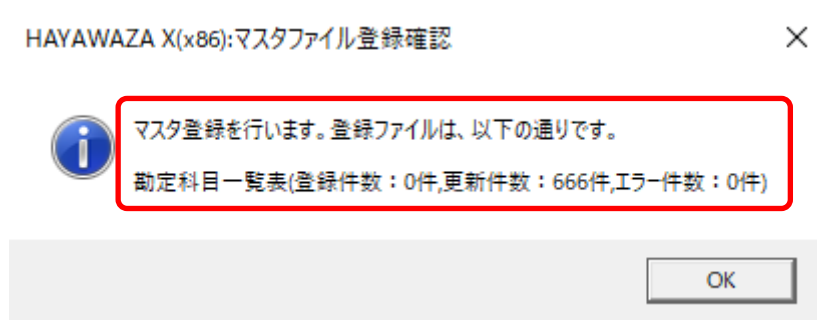 HAYAWAZA X(x86):マスタファイル登録確認
マスタ登録を行います。登録ファイルは、以下の通りです。
勘定科目一覧表(登録件数：0件,更新件数：666件,エラー件数：0件)
OK